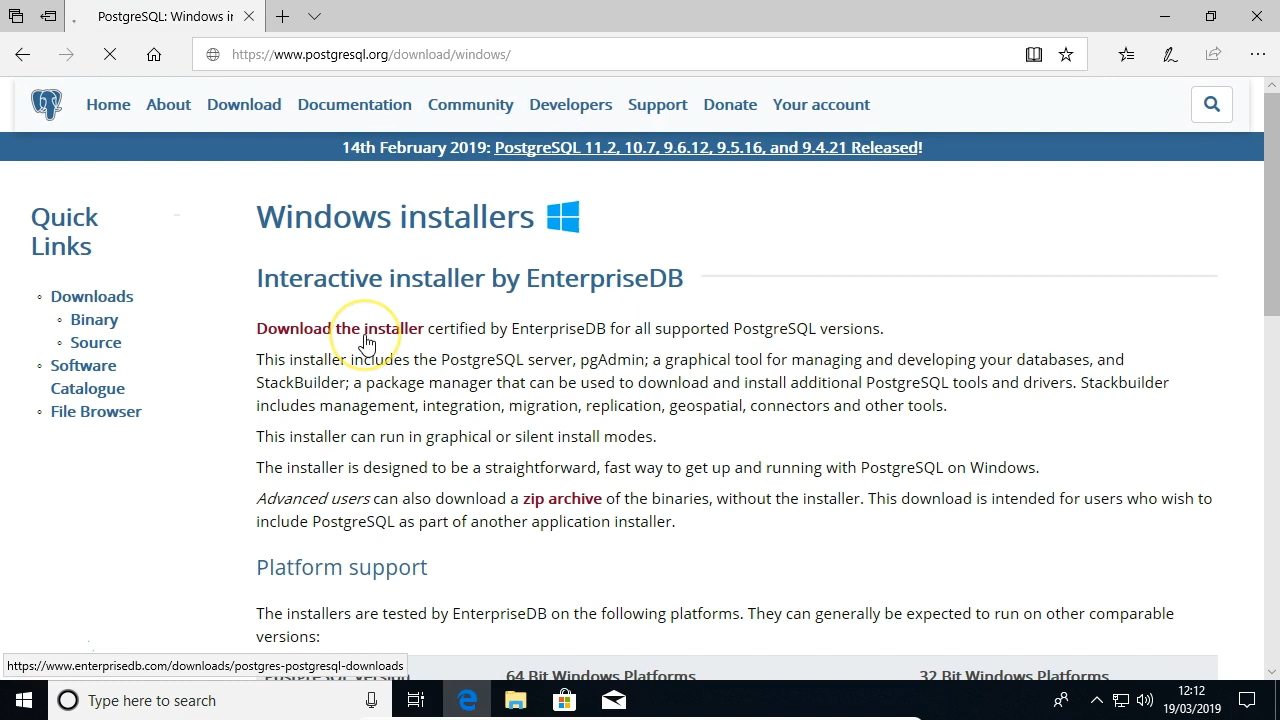 PostgreSQL: Windows ir
https://www.postgresql.org/download/windows/
Home About Download Documentation Community Developers Support Donate Your account
14th February 2019: PostgreSQL 11.2, 10.7, 9.6.12, 9.5.16, and 9.4.21 Released!
Quick
Links
Downloads
Binary
Source
Software
Catalogue
File Browser
Windows installers
Interactive installer by EnterpriseDB
Download the installer certified by EnterpriseDB for all supported PostgreSQL versions.
This installer includes the PostgreSQL server, pgAdmin; a graphical tool for managing and developing your databases, and
StackBuilder; a package manager that can be used to download and install additional PostgreSQL tools and drivers. Stackbuilder
includes management, integration, migration, replication, geospatial, connectors and other tools.
This installer can run in graphical or silent install modes.
The installer is designed to be a straightforward, fast way to get up and running with PostgreSQL on Windows.
Advanced users can also download a zip archive of the binaries, without the installer. This download is intended for users who wish to
include PostgreSQL as part of another application installer.
Platform support
The installers are tested by EnterpriseDB on the following platforms. They can generally be expected to run on other comparable
versions:
PostgreSQL Version 64 Bit Windows Platforms 32 Bit Windows Platforms
https://www.enterprisedb.com/downloads/postgres-postgresql-downloads
Type here to search
12:12
19/03/2019